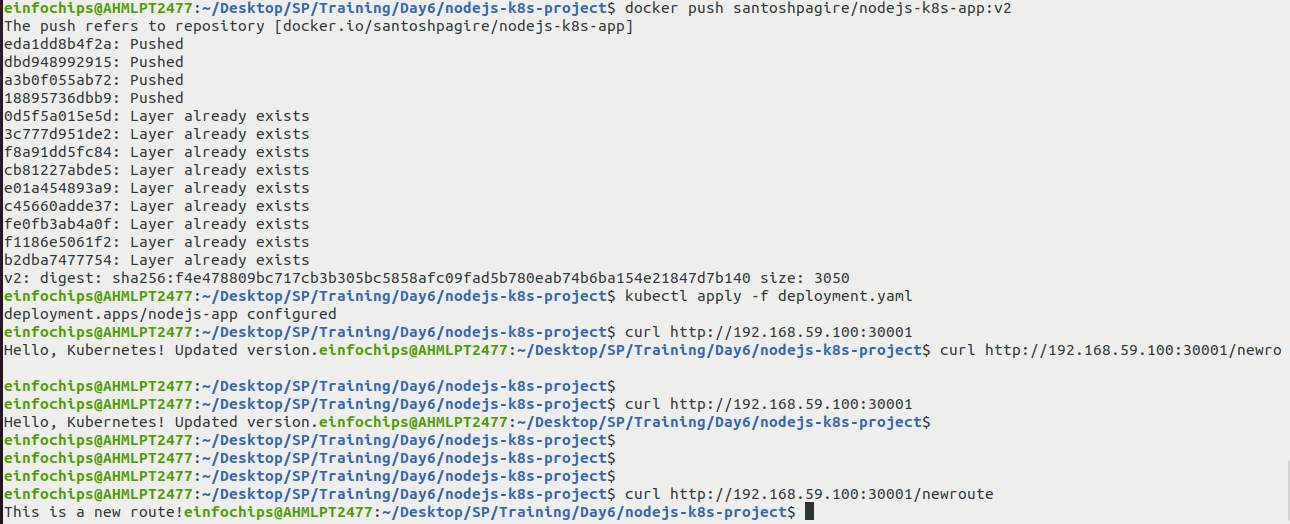 einfochips@AHMLPT2477:~/Desktop/SP/Training/Day6/nodejs-k8s-project$ docker push santoshpagire/nodejs-k8s-app:v2
The push refers to repository [docker.io/santoshpagire/nodejs-k8s-app]
eda1dd8b4f2a: Pushed
dbd948992915: Pushed
a3b0f055ab72: Pushed
18895736dbb9: Pushed
0d5f5a015e5d: Layer already exists
3c777d951de2: Layer already exists
f8a91dd5fc84: Layer already exists
cb81227abde5: Layer already exists
e01a454893a9: Layer already exists
c45660adde37: Layer already exists
fe0fb3ab4a0f: Layer already exists
f1186e5061f2: Layer already exists
b2dba7477754: Layer already exists
v2: digest: sha256:f4e478809bc717cb3b305bc5858afc09fad5b780eab74b6ba154e21847d7b140 size: 3050
einfochips@AHMLPT2477:~/Desktop/SP/Training/Day6/nodejs-k8s-project$ kubectl apply -f deployment.yaml
deployment.apps/nodejs-app configured
einfochips@AHMLPT2477:~/Desktop/SP/Training/Day6/nodejs-k8s-project$ curl http://192.168.59.100:30001
Hello, Kubernetes! Updated version.einfochips@AHMLPT2477:~/Desktop/SP/Training/Day6/nodejs-k8s-project$ curl http://192.168.59.100:30001/newro
einfochips@AHMLPT2477:~/Desktop/SP/Training/Day6/nodejs-k8s-project$
einfochips@AHMLPT2477:~/Desktop/SP/Training/Day6/nodejs-k8s-project$ curl http://192.168.59.100:30001
Hello, Kubernetes! Updated version.einfochips@AHMLPT2477:~/Desktop/SP/Training/Day6/nodejs-k8s-project$
einfochips@AHMLPT2477:~/Desktop/SP/Training/Day6/nodejs-k8s-project$
einfochips@AHMLPT2477:~/Desktop/SP/Training/Day6/nodejs-k8s-project$
einfochips@AHMLPT2477:~/Desktop/SP/Training/Day6/nodejs-k8s-project$
einfochips@AHMLPT2477:~/Desktop/SP/Training/Day6/nodejs-k8s-project$ curl http://192.168.59.100:30001/newroute
This is a new route!einfochips@AHMLPT2477:~/Desktop/SP/Training/Day6/nodejs-k8s-project$